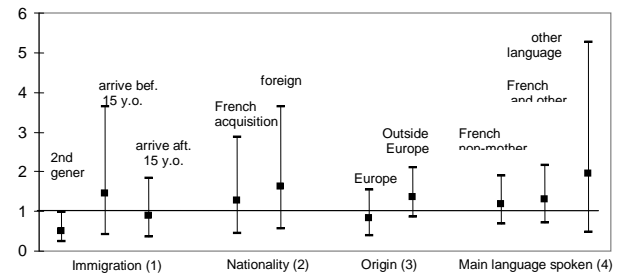 6
5
4
3
2
1
0
other
language
arrive bef.
15 y.o.
foreign
French
acquisition
French
and other
arrive aft.
15 y.o.
Outside
Europe
French
non-mother
2nd
gener
Europe
Immigration (1)
Nationality (2)
Origin (3)
Main language spoken (4)